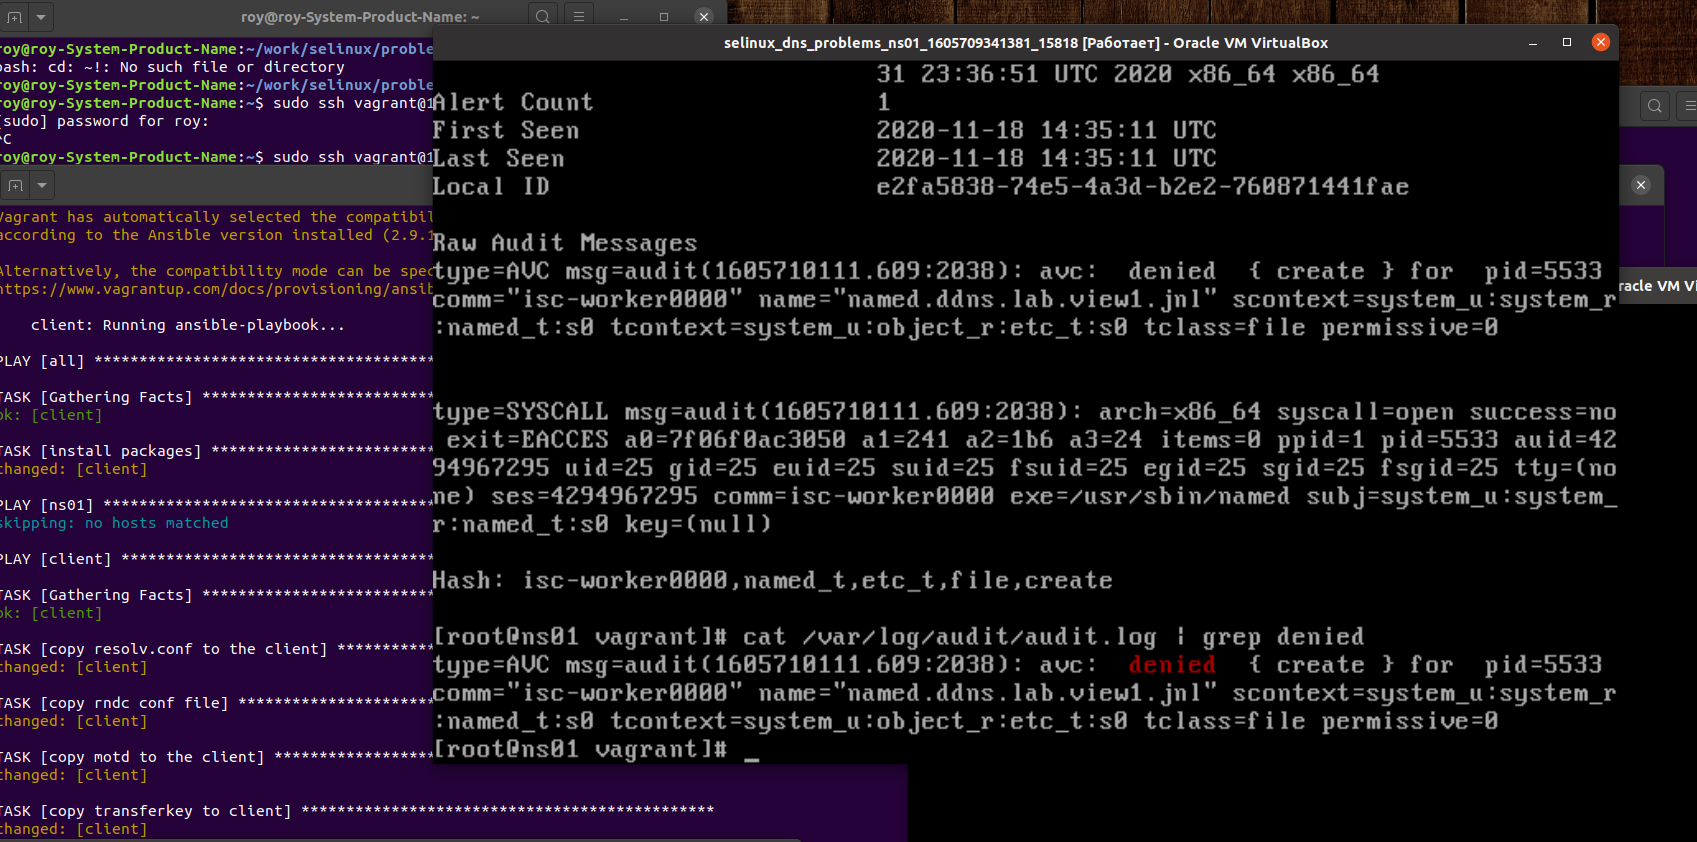 roy@roy-System-Product-Name: ~
roy@roy-System-Product-Name:~/work/selinux/proble
bash: cd: ~!: No such file or directory
roy@roy-System-Product-Name:~/work/selinux/proble
roy@roy-System-Product-Name:~$ sudo ssh vagrant@1
[sudo] password for roy:
^C
roy@roy-System-Product-Name:~$ sudo ssh vagrant@1
Vagrant has automatically selected the compatibil
according to the Ansible version installed (2.9.1
Alternatively, the compatibility mode can be spec
https://www.vagrantup.com/docs/provisioning/ansib
client: Running ansible-playbook...
PLAY [all] **************************************
TASK [Gathering Facts] **************************
ok: [client]
TASK [install packages] *************************
changed: [client]
PLAY [ns01] *************************************
skipping: no hosts matched
PLAY [client] ***********************************
TASK [Gathering Facts] **************************
ok: [client]
TASK [copy resolv.conf to the client] ***********
changed: [client]
TASK [copy rndc conf file] **********************
changed: [client]
TASK [copy motd to the client] ******************
changed: [client]
TASK [copy transferkey to client] **********************************************
changed: [client]
selinux_dns_problems_ns01_1605709341381_15818 [Работает] - Oracle VM VirtualBox
31 23:36:51 UTC 2020 x86_64 x86_64
Alert Count 1
First Seen 2020-11-18 14:35:11 UTC
Last Seen 2020-11-18 14:35:11 UTC
Local ID e2fa5838-74e5-4a3d-b2e2-760871441fae
Raw Audit Messages
type=AVC msg=audit(1605710111.609:2038): avc:  denied  { create } for  pid=5533
comm="isc-worker0000" name="named.ddns.lab.view1.jnl" scontext=system_u:system_r
:named_t:s0 tcontext=system_u:object_r:etc_t:s0 tclass=file permissive=0
type=SYSCALL msg=audit(1605710111.609:2038): arch=x86_64 syscall=open success=no
exit=EACCES a0=7f06f0ac3050 a1=241 a2=1b6 a3=24 items=0 ppid=1 pid=5533 auid=42
94967295 uid=25 gid=25 euid=25 suid=25 fsuid=25 egid=25 sgid=25 fsgid=25 tty=(no
ne) ses=4294967295 comm=isc-worker0000 exe=/usr/sbin/named subj=system_u:system_
r:named_t:s0 key=(null)
Hash: isc-worker0000,named_t,etc_t,file,create
[root@ns01 vagrant]# cat /var/log/audit/audit.log | grep denied
type=AVC msg=audit(1605710111.609:2038): avc:  denied  { create } for  pid=5533
comm="isc-worker0000" name="named.ddns.lab.view1.jnl" scontext=system_u:system_r
:named_t:s0 tcontext=system_u:object_r:etc_t:s0 tclass=file permissive=0
[root@ns01 vagrant]# _
racle VM Vi